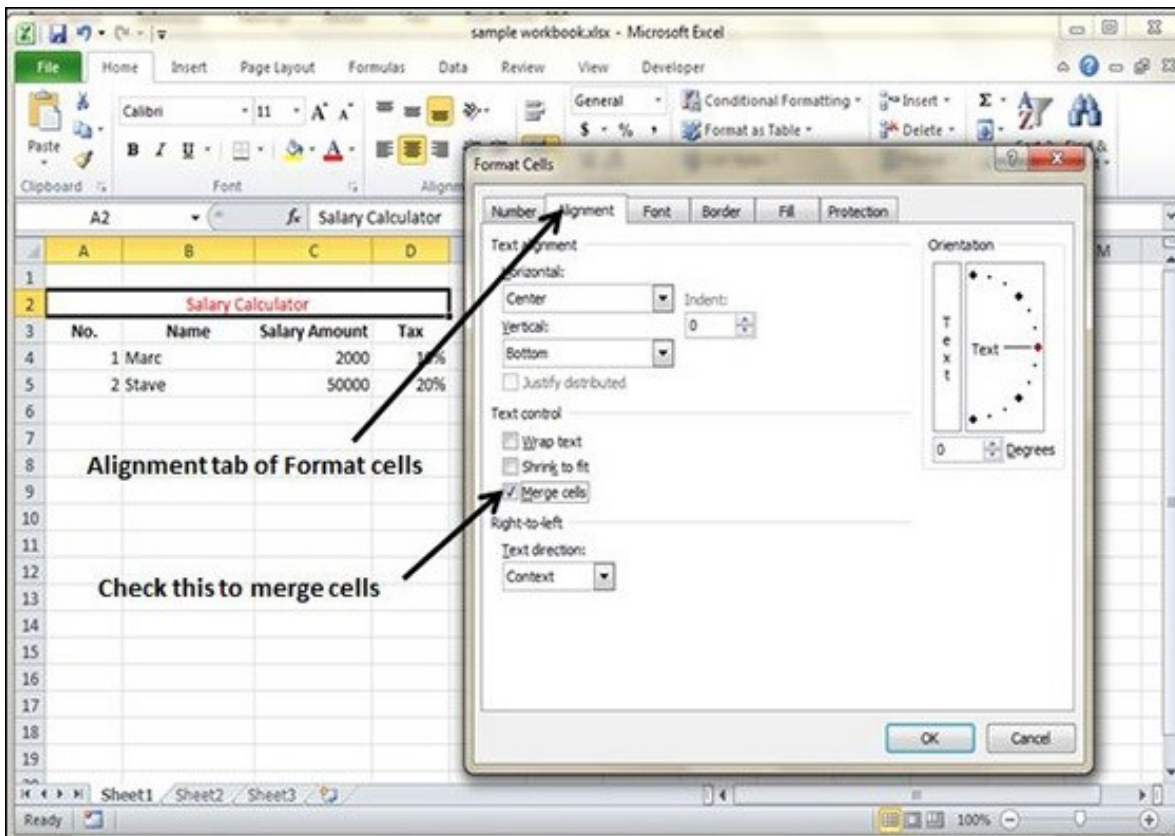 sample workbook.xlsx - Microsoft Excel
File Home Insert Page Layout Formulas Data Review View Developer
Calibri 11 A A General Conditional Formatting Insert Σ
Paste B I U A $ % , Format as Table Delete
Clipboard Font Alignm
A2 fx Salary Calculator
A B C D M
1
2 Salary Calculator
3 No. Name Salary Amount Tax
4 1 Marc 2000
5 2 Stave 50000 20%
6
7
8
9
10
11
12
13
14
15
16
17
18
19
Alignment tab of Format cells
Check this to merge cells
Format Cells
Number Alignment Font Border Fill Protection
Text alignment
Horizontal:
Center
Indent:
0
Vertical:
Bottom
Justify distributed
Text control
Wrap text
Shrink to fit
Merge cells
Right-to-left
Text direction:
Context
Orientation
Text
Text
0 Degrees
OK Cancel
Sheet1 Sheet2 Sheet3
Ready 100%